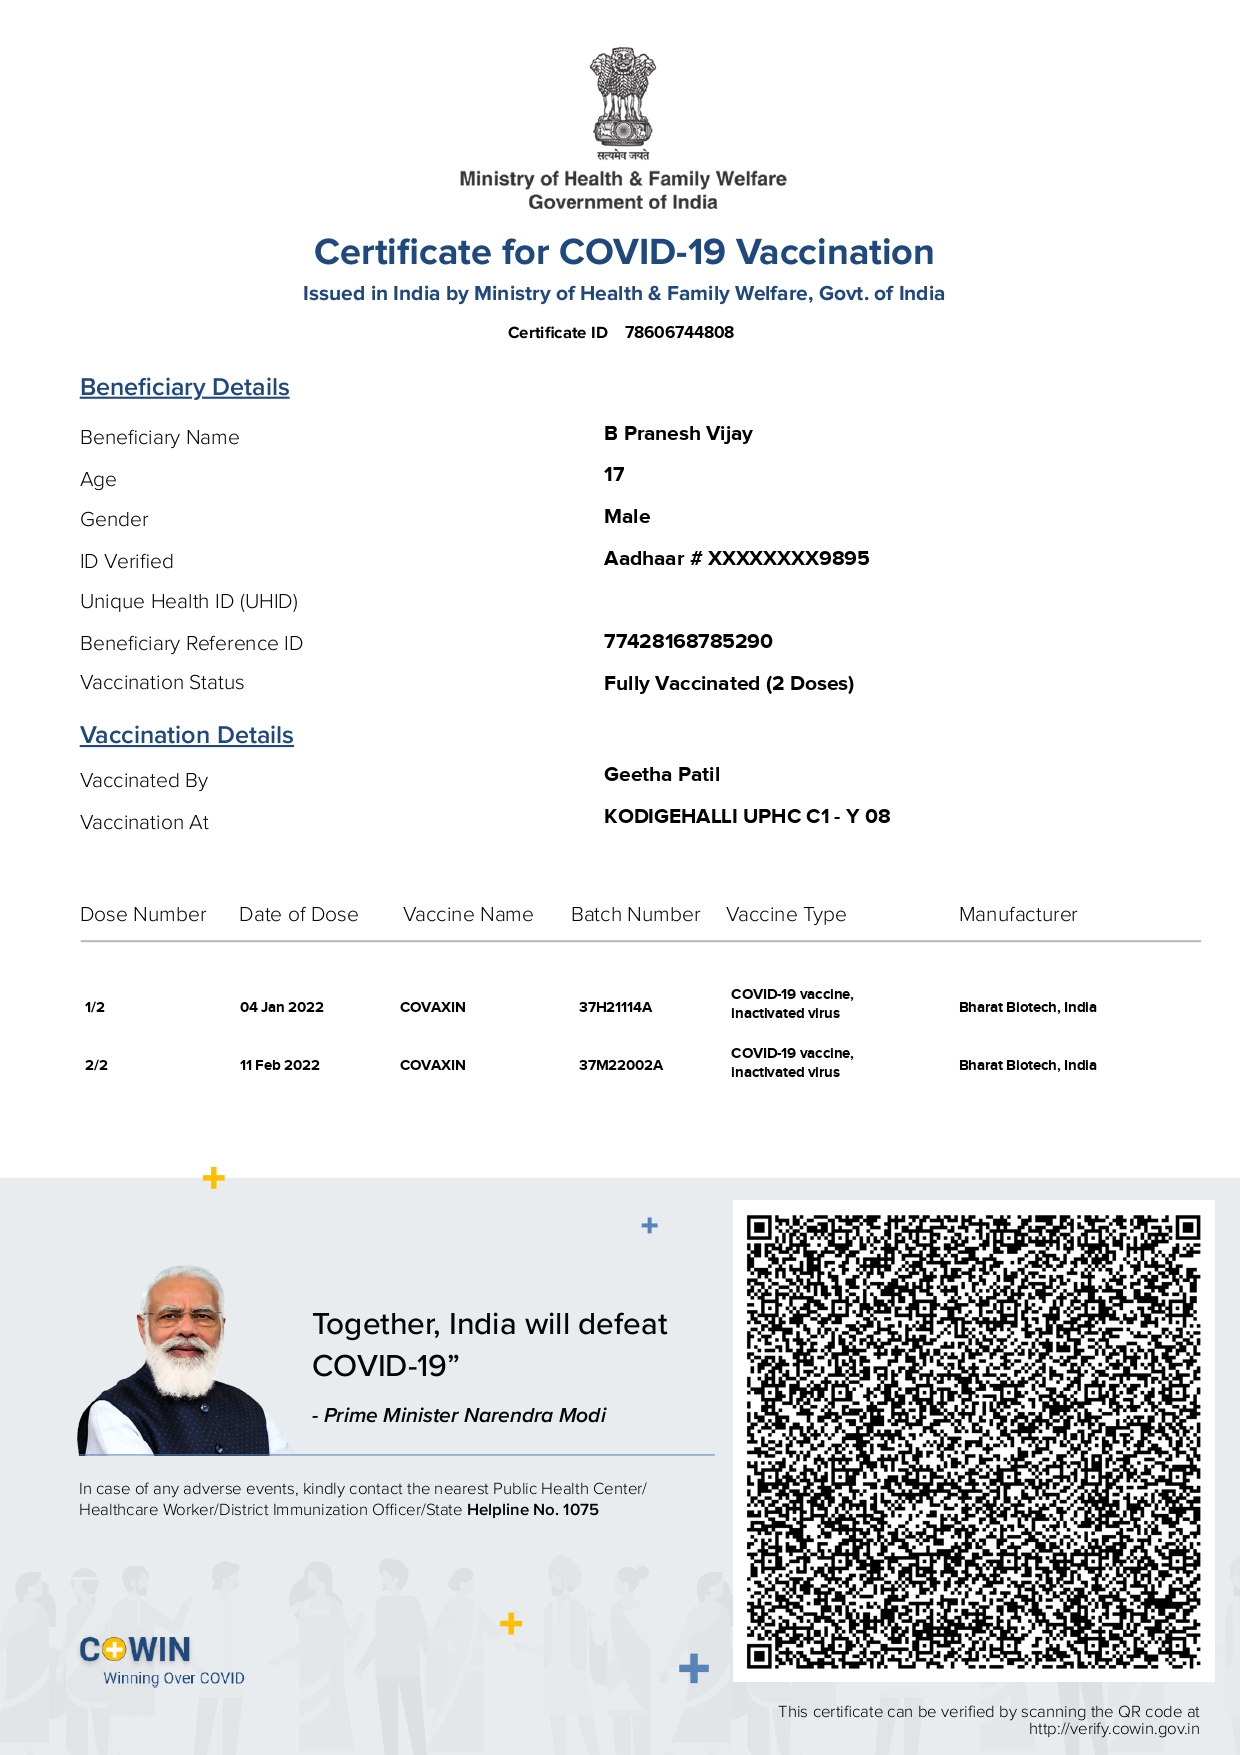 सत्यमेव जयते
Ministry of Health & Family Welfare
Government of India
Certificate for COVID-19 Vaccination
Issued in India by Ministry of Health & Family Welfare, Govt. of India
Certificate ID 78606744808
Beneficiary Details
Beneficiary Name B Pranesh Vijay
Age 17
Gender Male
ID Verified Aadhaar # XXXXXXXX9895
Unique Health ID (UHID)
Beneficiary Reference ID 77428168785290
Vaccination Status Fully Vaccinated (2 Doses)
Vaccination Details
Vaccinated By Geetha Patil
Vaccination At KODIGEHALLI UPHC C1 - Y 08
Dose Number Date of Dose Vaccine Name Batch Number Vaccine Type Manufacturer
1/2 04 Jan 2022 COVAXIN 37H21114A COVID-19 vaccine, inactivated virus Bharat Biotech, India
2/2 11 Feb 2022 COVAXIN 37M22002A COVID-19 vaccine, inactivated virus Bharat Biotech, India
Together, India will defeat
COVID-19”
- Prime Minister Narendra Modi
In case of any adverse events, kindly contact the nearest Public Health Center/
Healthcare Worker/District Immunization Officer/State Helpline No. 1075
COWIN
Winning Over COVID
This certificate can be verified by scanning the QR code at
http://verify.cowin.gov.in